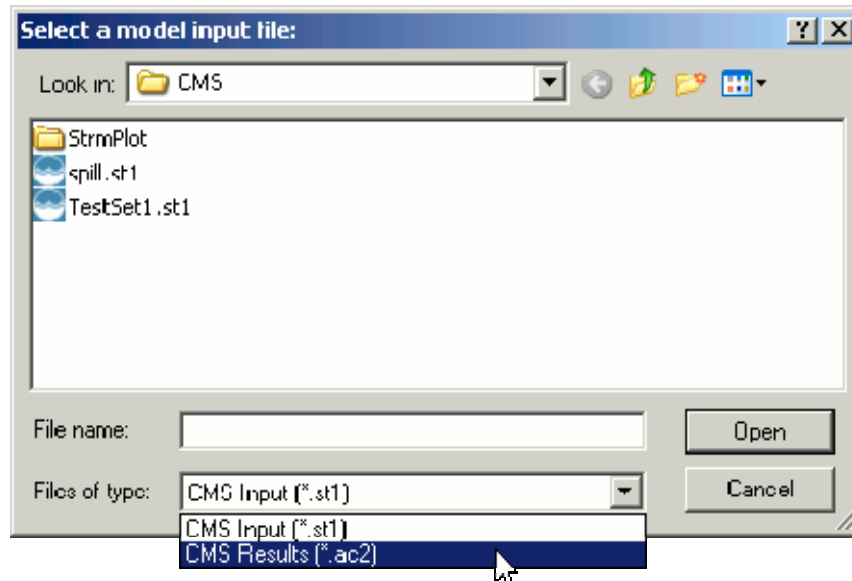 Select a model input file:
Look in: CMS
StrmPlot
spill.st1
TestSet1.st1
File name:
Open
Files of type: CMS Input (*.st1)
Cancel
CMS Input (*.st1)
CMS Results (*.ac2)